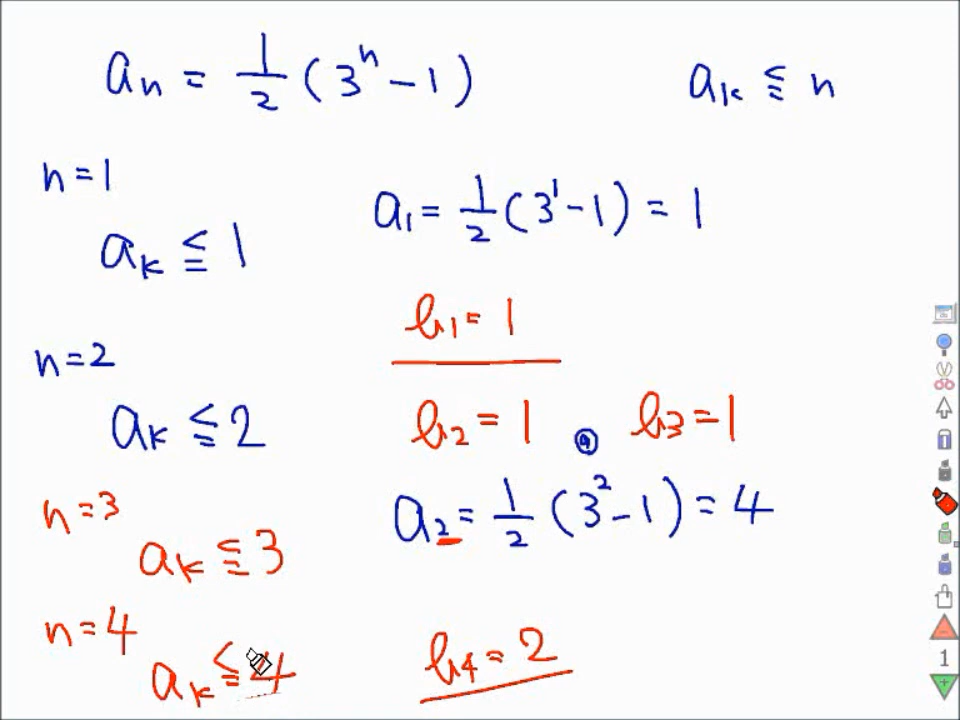 aₙ = 1/2 (3ⁿ − 1)    aₖ ≦ n
n = 1    a₁ = 1/2 (3¹ − 1) = 1
aₖ ≦ 1
b₁ = 1
n = 2
aₖ ≦ 2    b₂ = 1    b₃ = 1
n = 3    a₂ = 1/2 (3² − 1) = 4
aₖ ≦ 3
n = 4
aₖ ≦ 4    b₄ = 2
1